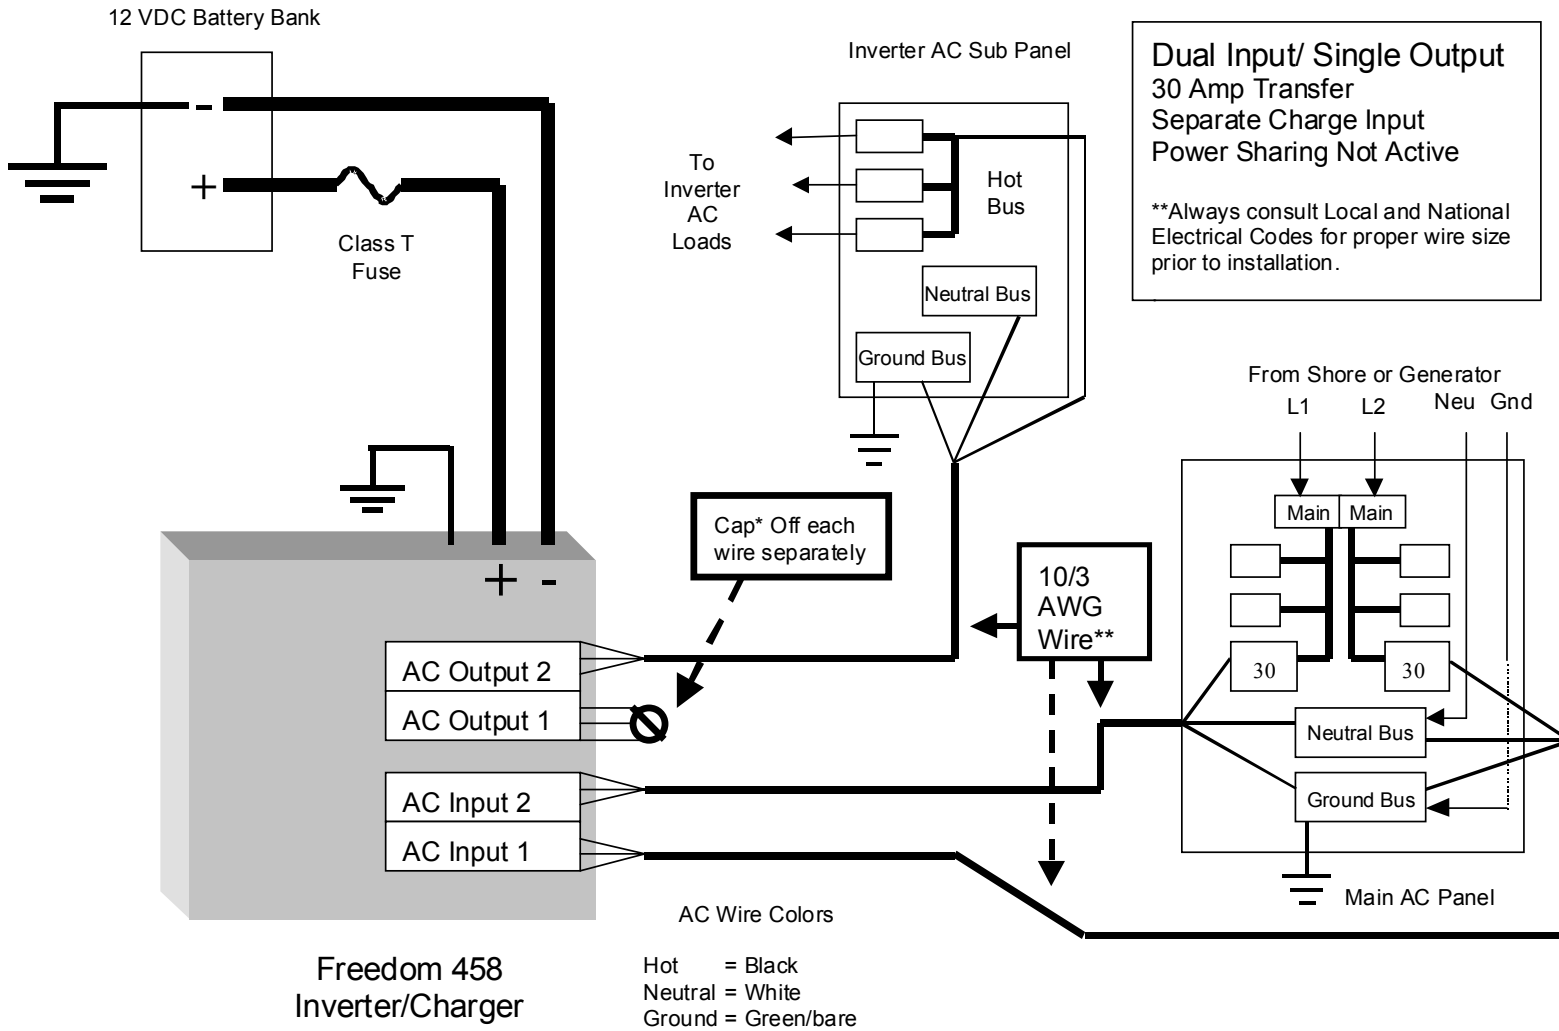 12 VDC Battery Bank
-
+
Class T
Fuse
Inverter AC Sub Panel
To
Inverter
AC
Loads
Hot
Bus
Neutral Bus
Ground Bus
Dual Input/ Single Output
30 Amp Transfer
Separate Charge Input
Power Sharing Not Active
**Always consult Local and National
Electrical Codes for proper wire size
prior to installation.
From Shore or Generator
L1 L2 Neu Gnd
Main Main
30 30
Neutral Bus
Ground Bus
Main AC Panel
Cap* Off each
wire separately
10/3
AWG
Wire**
+ -
AC Output 2
AC Output 1
AC Input 2
AC Input 1
Freedom 458
Inverter/Charger
AC Wire Colors
Hot = Black
Neutral = White
Ground = Green/bare